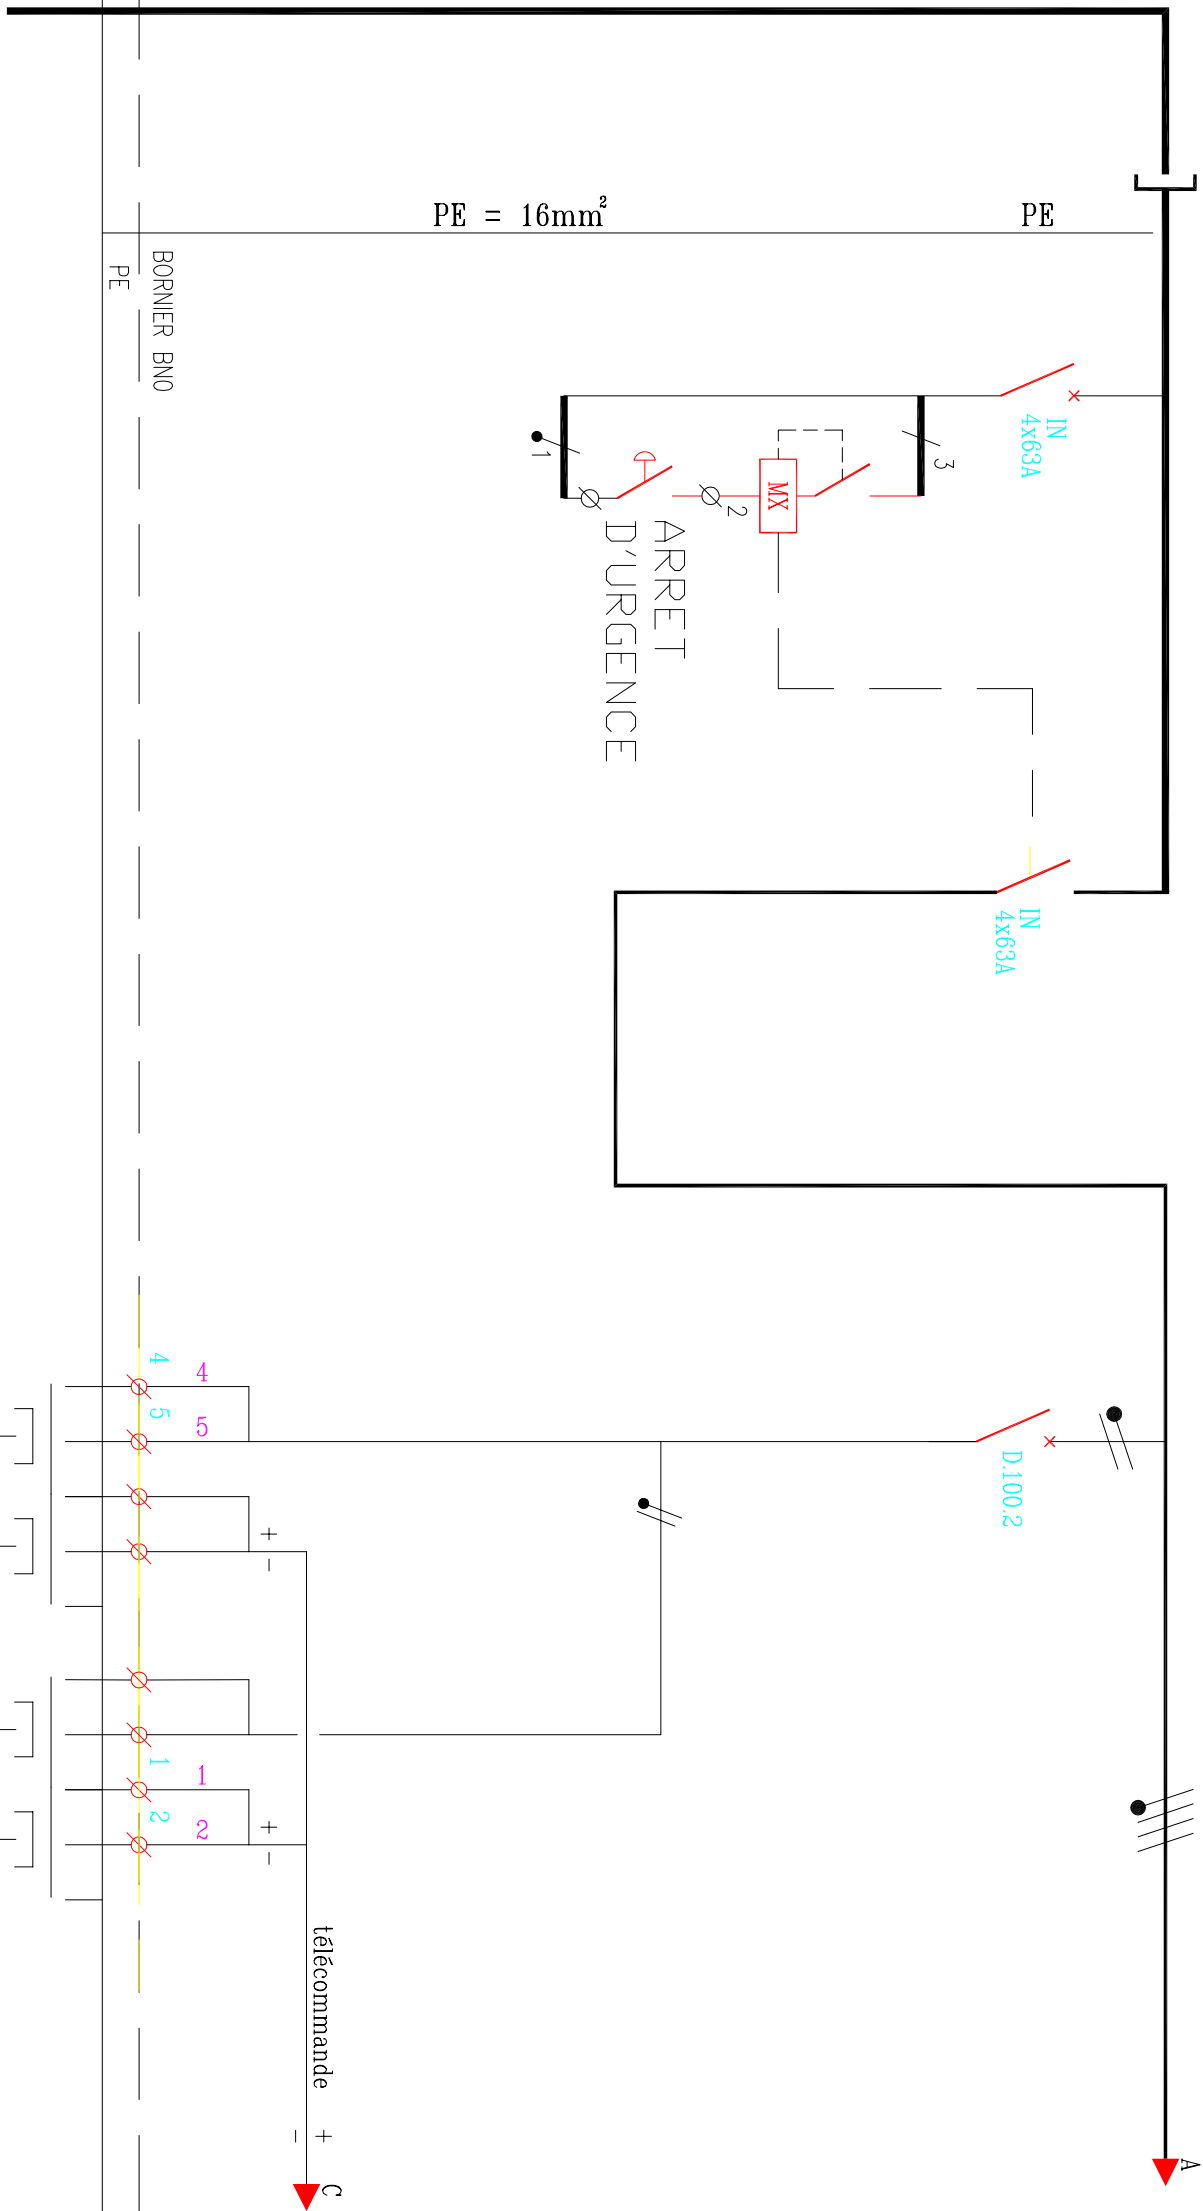 PE = 16mm²
PE
BORNIER BN0
PE
IN
4x63A
3
1
MX
2
ARRET
D'URGENCE
IN
4x63A
D.100.2
4
5
4
5
+ -
1
2
1
2
+ -
télécommande
+
-
C
A